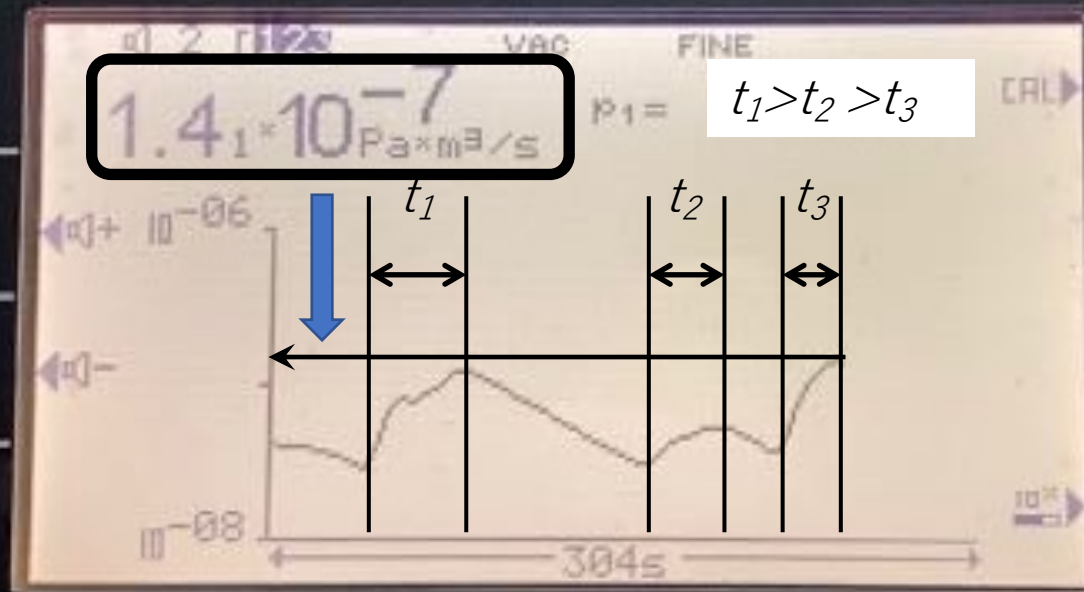 VAC FINE
1.41×10−7 Pa×m³/s
p1=
t1>t2 >t3
CAL
t1 t2 t3
+ 10−06
−
10−08
10x
304s